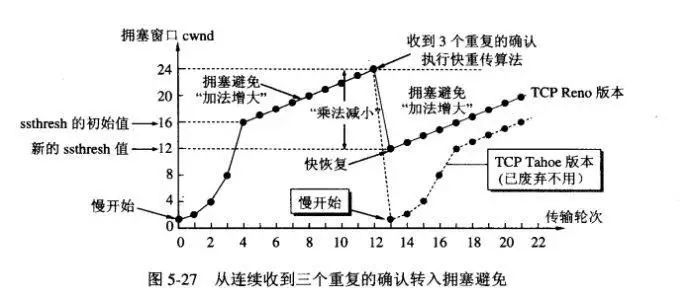 拥塞窗口 cwnd
收到 3 个重复的确认
执行快重传算法
24
20
16
12
8
4
0
拥塞避免
“加法增大”
“乘法减小”
拥塞避免
“加法增大”
TCP Reno 版本
ssthresh 的初始值
新的 ssthresh 值
快恢复
TCP Tahoe 版本
(已废弃不用)
慢开始
慢开始
传输轮次
0 2 4 6 8 10 12 14 16 18 20 22
图 5-27 从连续收到三个重复的确认转入拥塞避免